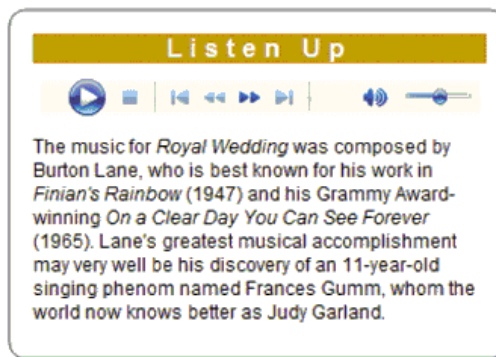 Listen Up
The music for Royal Wedding was composed by
Burton Lane, who is best known for his work in
Finian's Rainbow (1947) and his Grammy Award-
winning On a Clear Day You Can See Forever
(1965). Lane's greatest musical accomplishment
may very well be his discovery of an 11-year-old
singing phenom named Frances Gumm, whom the
world now knows better as Judy Garland.